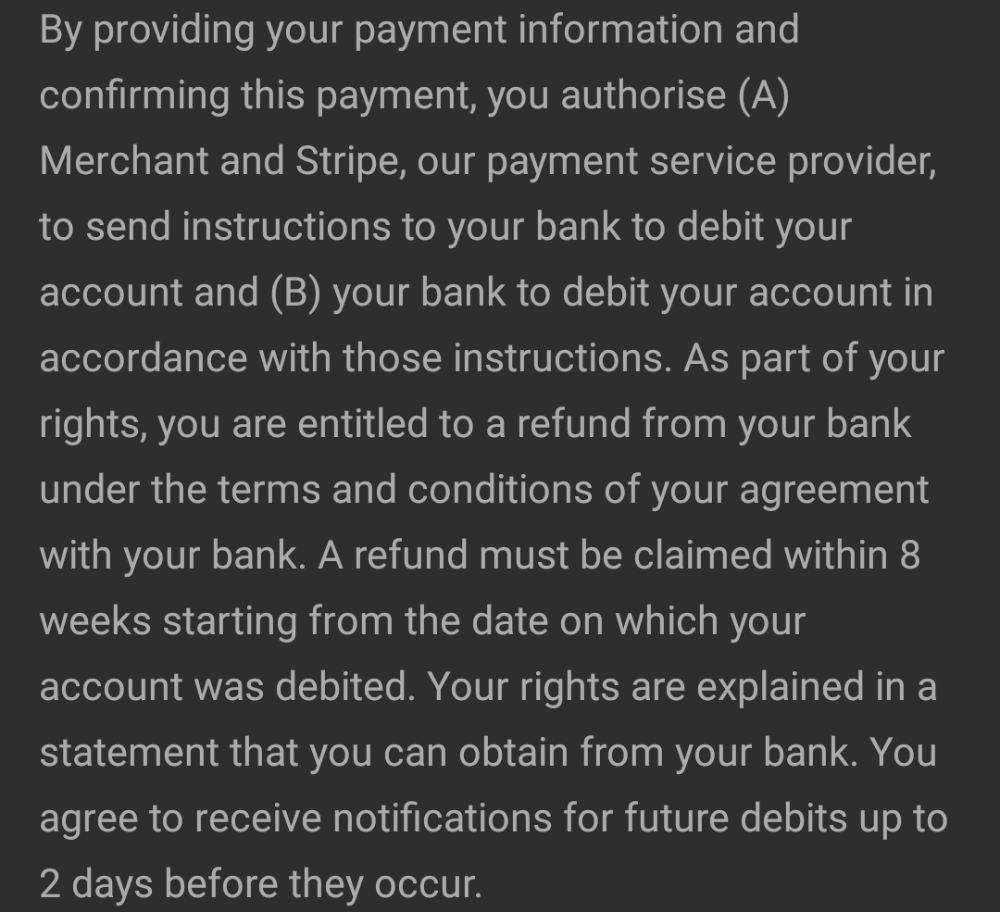 By providing your payment information and
confirming this payment, you authorise (A)
Merchant and Stripe, our payment service provider,
to send instructions to your bank to debit your
account and (B) your bank to debit your account in
accordance with those instructions. As part of your
rights, you are entitled to a refund from your bank
under the terms and conditions of your agreement
with your bank. A refund must be claimed within 8
weeks starting from the date on which your
account was debited. Your rights are explained in a
statement that you can obtain from your bank. You
agree to receive notifications for future debits up to
2 days before they occur.